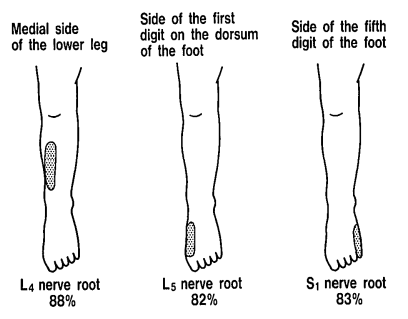 Medial side
of the lower leg
Side of the first
digit on the dorsum
of the foot
Side of the fifth
digit of the foot
L4 nerve root
88%
L5 nerve root
82%
S1 nerve root
83%